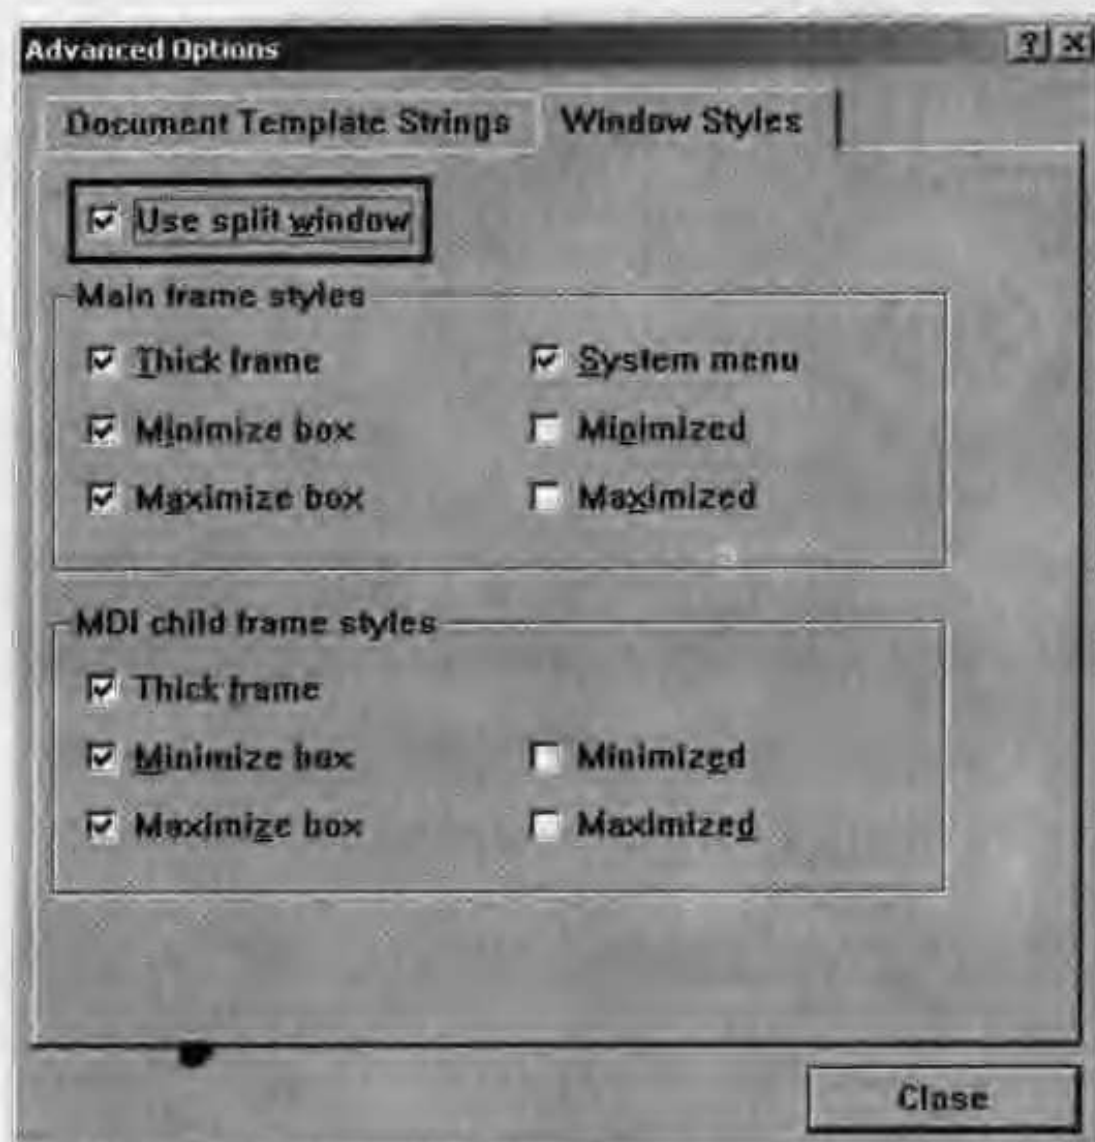 Advanced Options
Document Template Strings Window Styles
Use split window
Main frame styles
Thick frame System menu
Minimize box Minimized
Maximize box Maximized
MDI child frame styles
Thick frame
Minimize box Minimized
Maximize box Maximized
Close